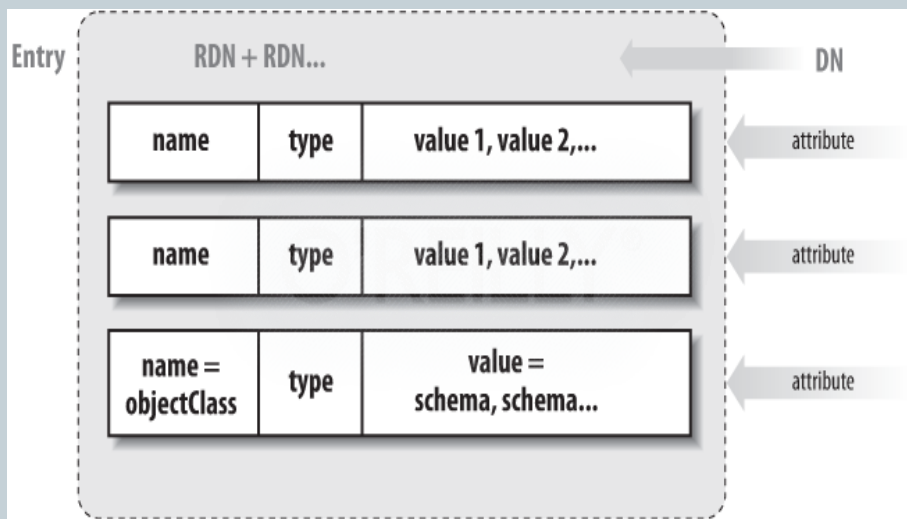 Entry
RDN + RDN...
DN
name
type
value 1, value 2,...
attribute
name
type
value 1, value 2,...
attribute
name =
objectClass
type
value =
schema, schema...
attribute
O'REILLY®